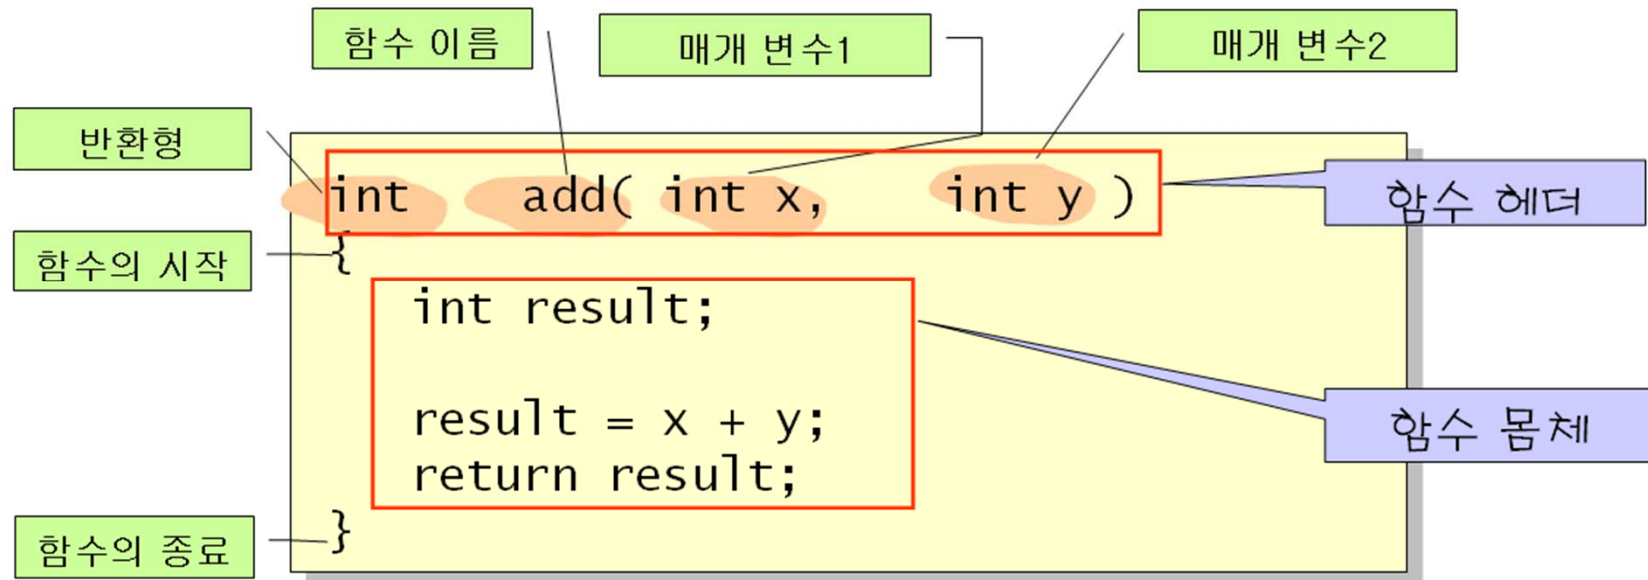 함수 이름
매개 변수1
매개 변수2
반환형
int add( int x, int y )
함수 헤더
함수의 시작
{
int result;
result = x + y;
함수 몸체
return result;
}
함수의 종료